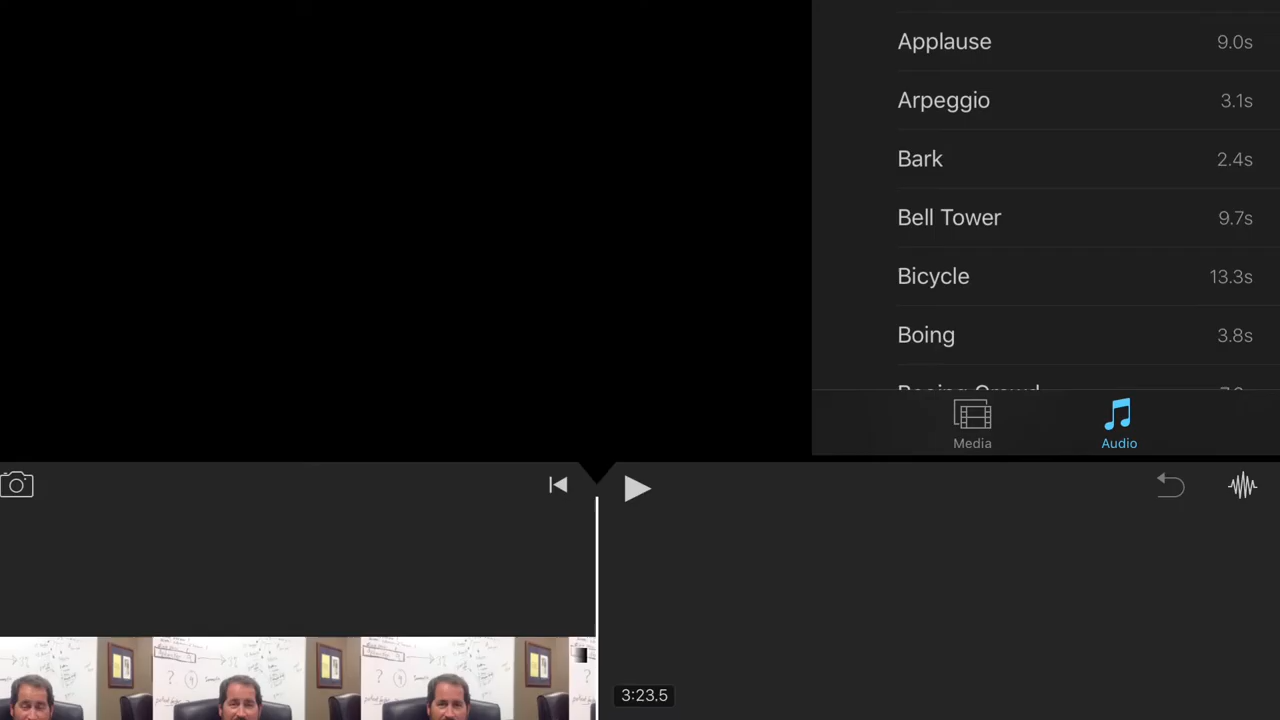 Applause 9.0s
Arpeggio 3.1s
Bark 2.4s
Bell Tower 9.7s
Bicycle 13.3s
Boing 3.8s
Media
Audio
3:23.5